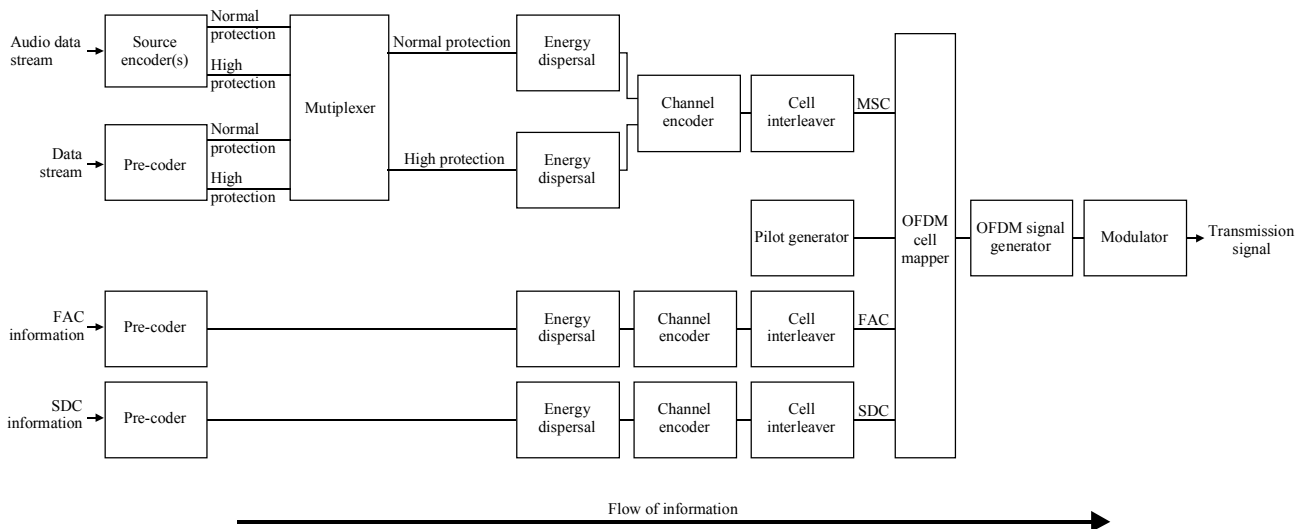 Normal
protection
Audio data
stream
Source
encoder(s)
High
protection
Mutiplexer
Normal protection
Energy
dispersal
Channel
encoder
Cell
interleaver
MSC
Data
stream
Pre-coder
Normal
protection
High
protection
High protection
Energy
dispersal
Pilot generator
OFDM
cell
mapper
OFDM signal
generator
Modulator
Transmission
signal
FAC
information
Pre-coder
Energy
dispersal
Channel
encoder
Cell
interleaver
FAC
SDC
information
Pre-coder
Energy
dispersal
Channel
encoder
Cell
interleaver
SDC
Flow of information